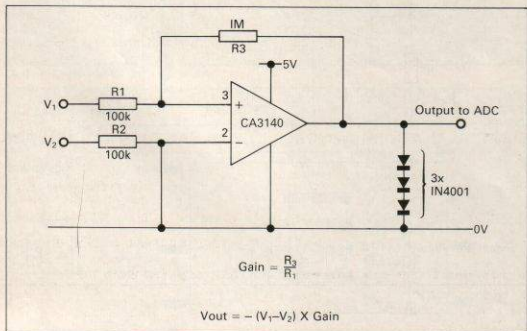 1M
R3
5V
R1
V1
100k
3
+
CA3140
Output to ADC
R2
V2
100k
2
–
3x
IN4001
0V
Gain = R3/R1
Vout = – (V1–V2) X Gain